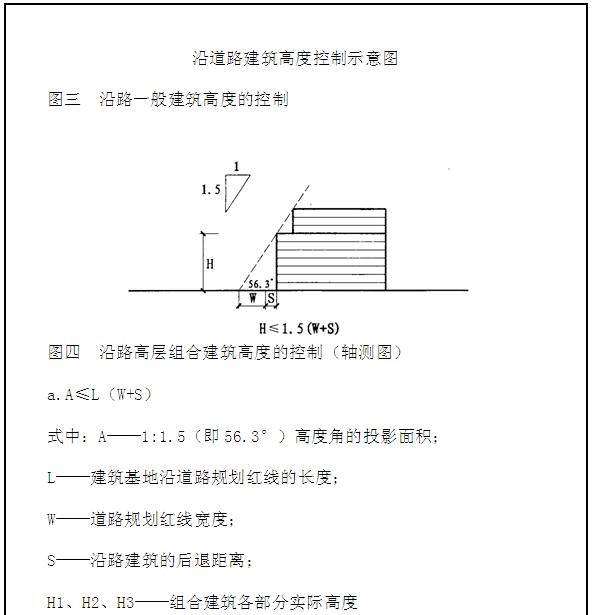 沿道路建筑高度控制示意图
图三　沿路一般建筑高度的控制
1
1.5
H
56.3°
W S
H≤1.5(W+S)
图四　沿路高层组合建筑高度的控制（轴测图）
a.A≤L（W+S）
式中：A——1:1.5（即56.3°）高度角的投影面积；
L——建筑基地沿道路规划红线的长度；
W——道路规划红线宽度；
S——沿路建筑的后退距离；
H1、H2、H3——组合建筑各部分实际高度